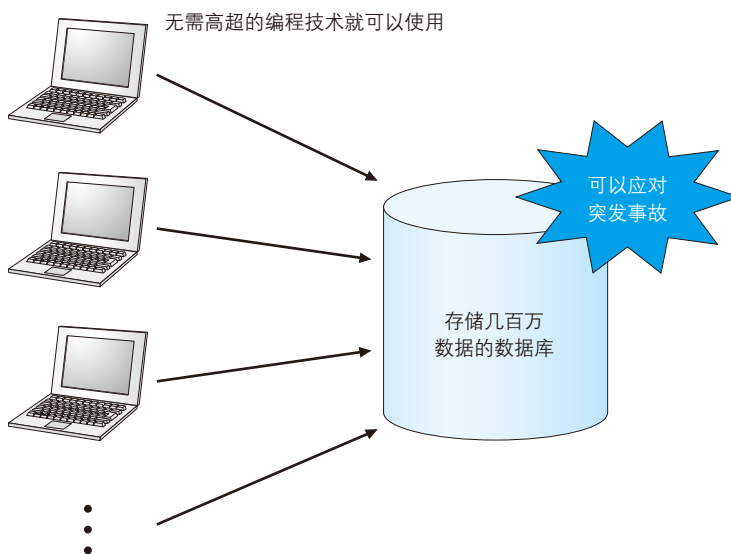 无需高超的编程技术就可以使用
可以应对
突发事故
存储几百万
数据的数据库